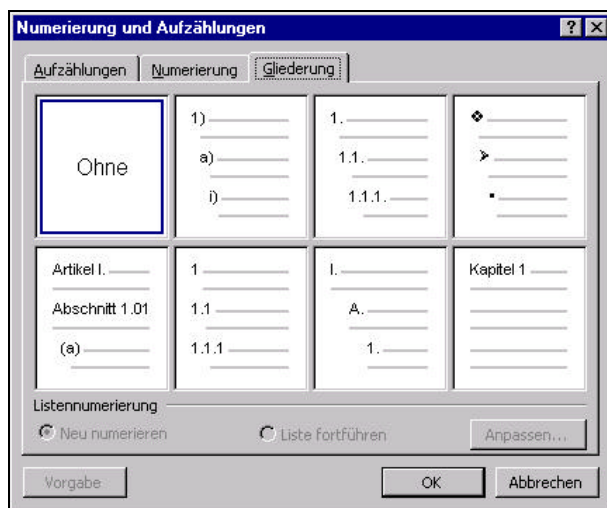 Numerierung und Aufzählungen
Aufzählungen
Numerierung
Gliederung
Ohne
1)
a)
i)
1.
1.1.
1.1.1.
Artikel I.
Abschnitt 1.01
(a)
1
1.1
1.1.1
I.
A.
1.
Kapitel 1
Listennumerierung
Neu numerieren
Liste fortführen
Anpassen...
Vorgabe
OK
Abbrechen